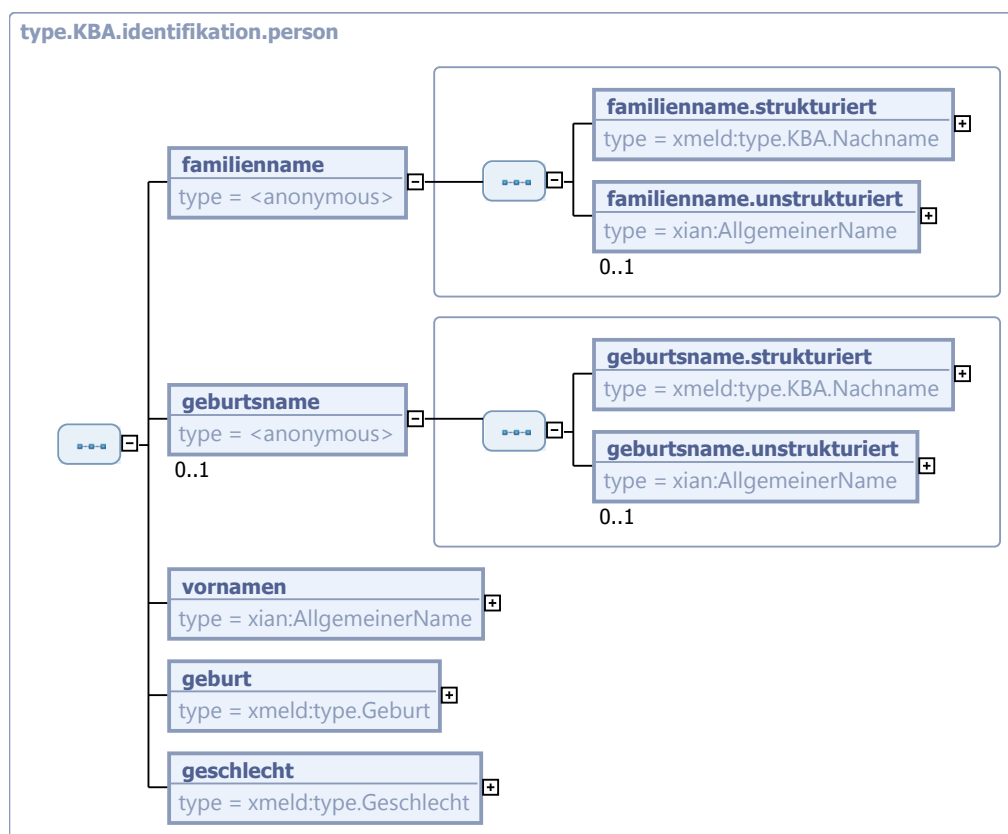 type.KBA.identifikation.person
familienname.strukturiert
type = xmeld:type.KBA.Nachname
familienname
type = <anonymous>
familienname.unstrukturiert
type = xian:AllgemeinerName
0..1
geburtsname.strukturiert
type = xmeld:type.KBA.Nachname
geburtsname
type = <anonymous>
0..1
geburtsname.unstrukturiert
type = xian:AllgemeinerName
0..1
vornamen
type = xian:AllgemeinerName
geburt
type = xmeld:type.Geburt
geschlecht
type = xmeld:type.Geschlecht